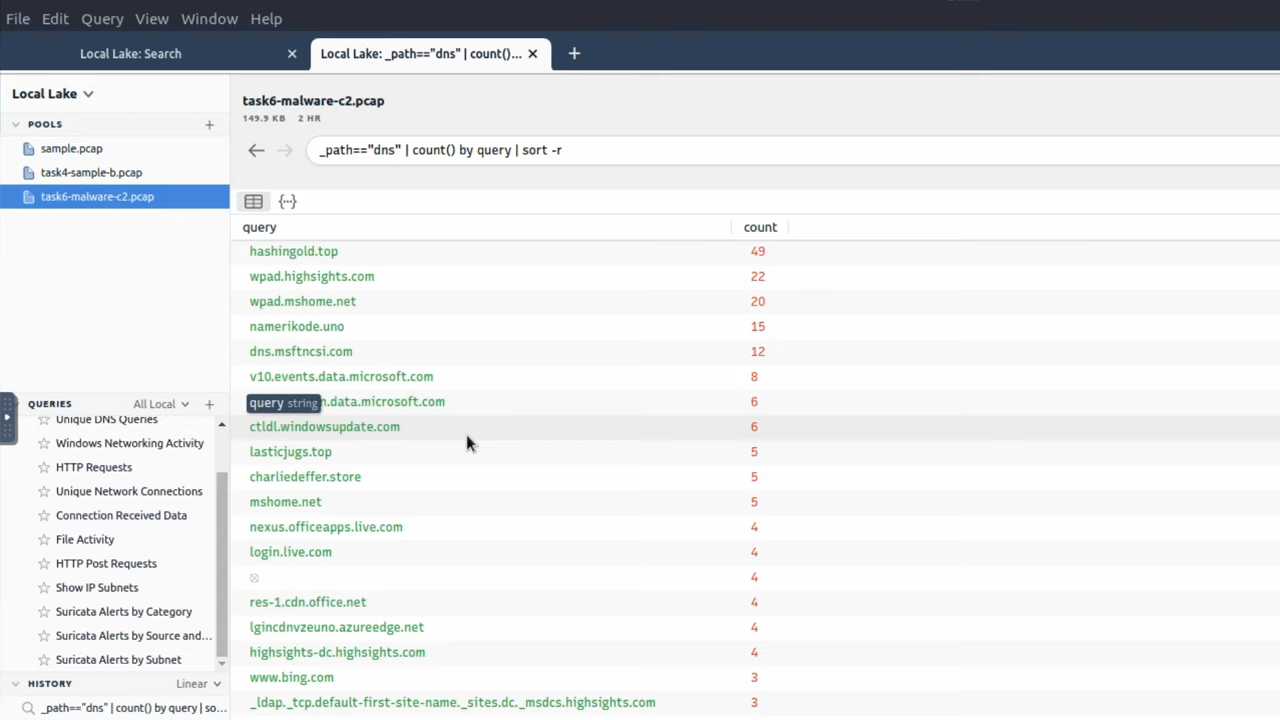 File Edit Query View Window Help
Local Lake: Search × Local Lake: _path=="dns" | count()... × +
Local Lake
POOLS +
sample.pcap
task4-sample-b.pcap
task6-malware-c2.pcap
task6-malware-c2.pcap
149.9 KB 2 HR
_path=="dns" | count() by query | sort -r
{··}
query count
hashingold.top 49
wpad.highsights.com 22
wpad.mshome.net 20
namerikode.uno 15
dns.msftncsi.com 12
v10.events.data.microsoft.com 8
query string .data.microsoft.com 6
ctldl.windowsupdate.com 6
lasticjugs.top 5
charliedeffer.store 5
mshome.net 5
nexus.officeapps.live.com 4
login.live.com 4
4
res-1.cdn.office.net 4
lgincdnvzeuno.azureedge.net 4
highsights-dc.highsights.com 4
www.bing.com 3
_ldap._tcp.default-first-site-name._sites.dc._msdcs.highsights.com 3
QUERIES All Local +
Unique DNS Queries
Windows Networking Activity
HTTP Requests
Unique Network Connections
Connection Received Data
File Activity
HTTP Post Requests
Show IP Subnets
Suricata Alerts by Category
Suricata Alerts by Source and...
Suricata Alerts by Subnet
HISTORY Linear
_path=="dns" | count() by query | so...